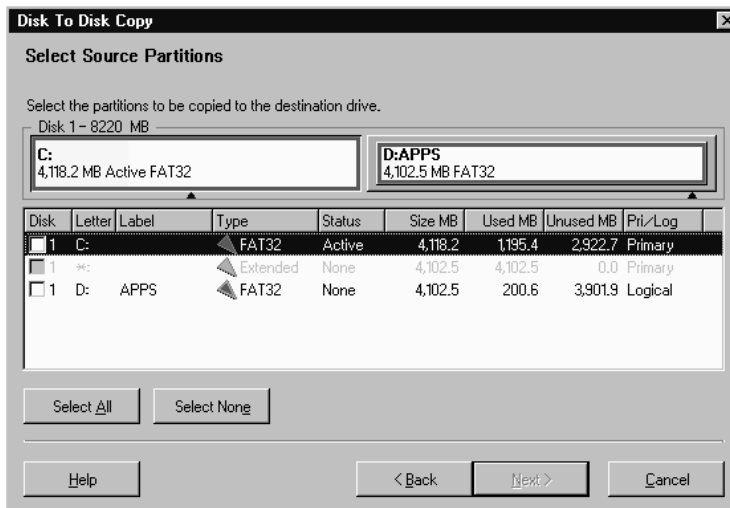 Disk To Disk Copy
Select Source Partitions
Select the partitions to be copied to the destination drive.
Disk 1 - 8220 MB
C:
4,118.2 MB Active FAT32
D:APPS
4,102.5 MB FAT32
Disk Letter Label Type Status Size MB Used MB Unused MB Pri/Log
1 C: FAT32 Active 4,118.2 1,195.4 2,922.7 Primary
1 *: Extended None 4,102.5 4,102.5 0.0 Primary
1 D: APPS FAT32 None 4,102.5 200.6 3,901.9 Logical
Select All Select None
Help < Back Next > Cancel